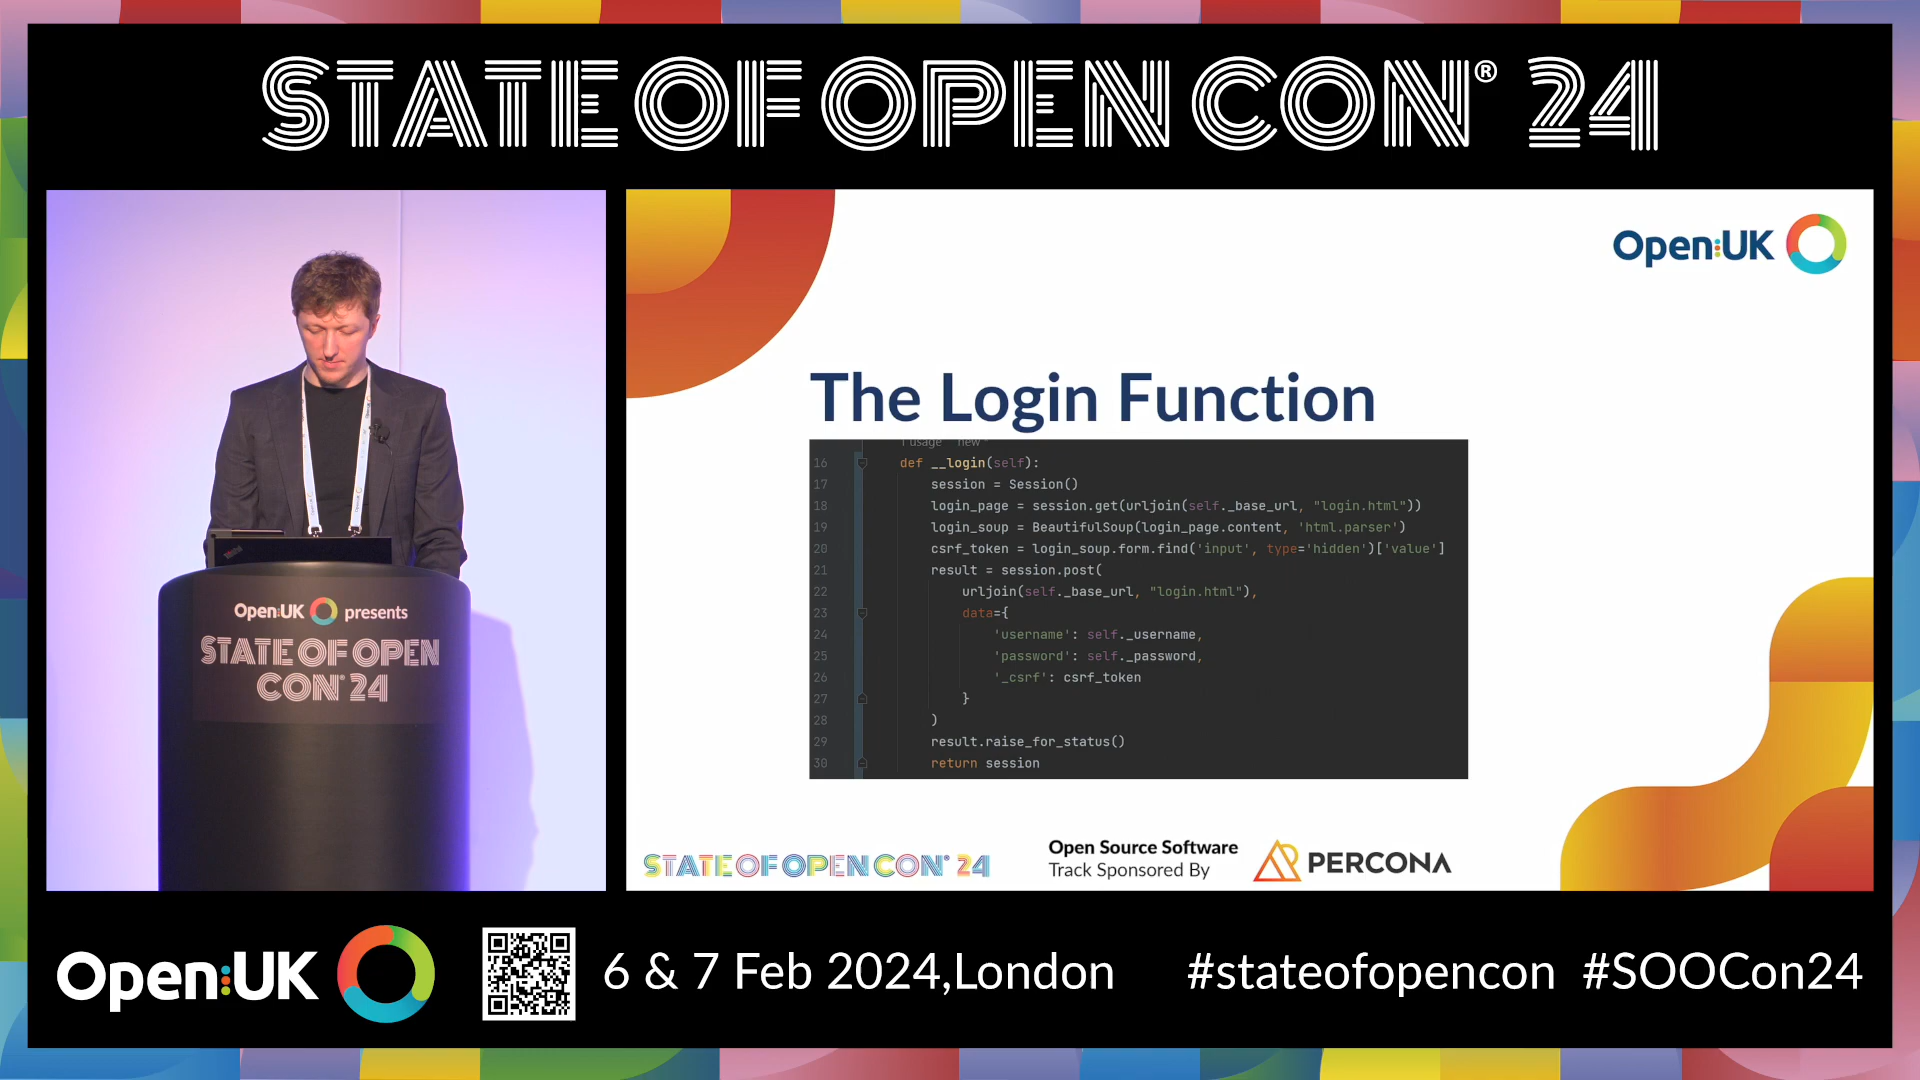 STATE OF OPEN CON® 24
Open:UK
The Login Function
1 usage new *
16 def __login(self):
17 session = Session()
18 login_page = session.get(urljoin(self._base_url, "login.html"))
19 login_soup = BeautifulSoup(login_page.content, 'html.parser')
20 csrf_token = login_soup.form.find('input', type='hidden')['value']
21 result = session.post(
22 urljoin(self._base_url, "login.html"),
23 data={
24 'username': self._username,
25 'password': self._password,
26 '_csrf': csrf_token
27 }
28 )
29 result.raise_for_status()
30 return session
Open:UK presents
STATE OF OPEN
CON® 24
STATE OF OPEN CON® 24
Open Source Software
Track Sponsored By
PERCONA
Open:UK
6 & 7 Feb 2024,London
#stateofopencon #SOOCon24